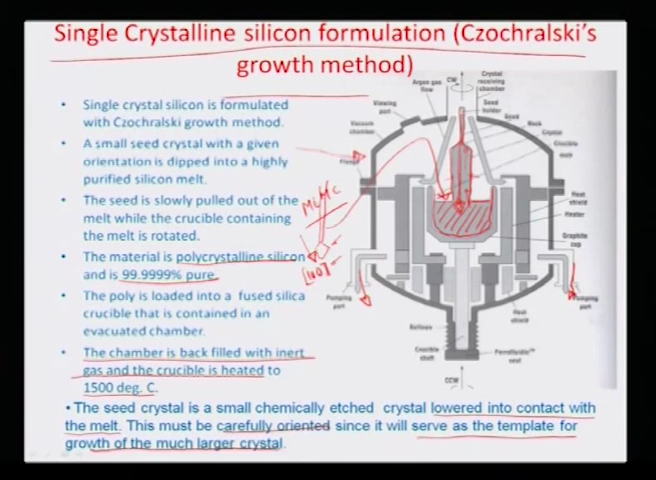 Single Crystalline silicon formulation (Czochralski's
growth method)
• Single crystal silicon is formulated
with Czochralski growth method.
• A small seed crystal with a given
orientation is dipped into a highly
purified silicon melt.
• The seed is slowly pulled out of the
melt while the crucible containing
the melt is rotated.
• The material is polycrystalline silicon
and is 99.9999% pure.
• The poly is loaded into a fused silica
crucible that is contained in an
evacuated chamber.
• The chamber is back filled with inert
gas and the crucible is heated to
1500 deg. C.
• The seed crystal is a small chemically etched crystal lowered into contact with
the melt. This must be carefully oriented since it will serve as the template for
growth of the much larger crystal.
Argon gas
flow
CW
Crystal
receiving
chamber
Seed
holder
Seed
Neck
Crystal
Crucible
Viewing
port
Vacuum
chamber
Heat
shield
Heater
Graphite
cup
Pumping
port
Pumping
port
Heat
shield
Bellows
Crucible
shaft
Ferrofluidic™
seal
CCW